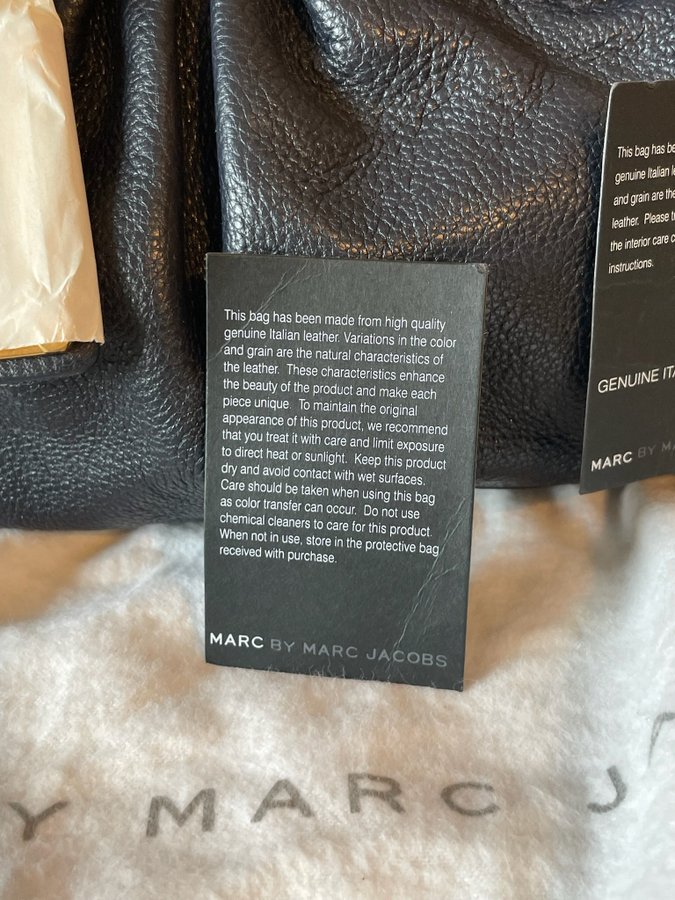 This bag has been made from high quality
genuine Italian leather. Variations in the color
and grain are the natural characteristics of
the leather. These characteristics enhance
the beauty of the product and make each
piece unique. To maintain the original
appearance of this product, we recommend
that you treat it with care and limit exposure
to direct heat or sunlight. Keep this product
dry and avoid contact with wet surfaces.
Care should be taken when using this bag
as color transfer can occur. Do not use
chemical cleaners to care for this product.
When not in use, store in the protective bag
received with purchase.
MARC BY MARC JACOBS
This bag has be
genuine Italian
and grain are the
leather. Please
the interior care
instructions.
GENUINE
MARC BY
BY MARC J